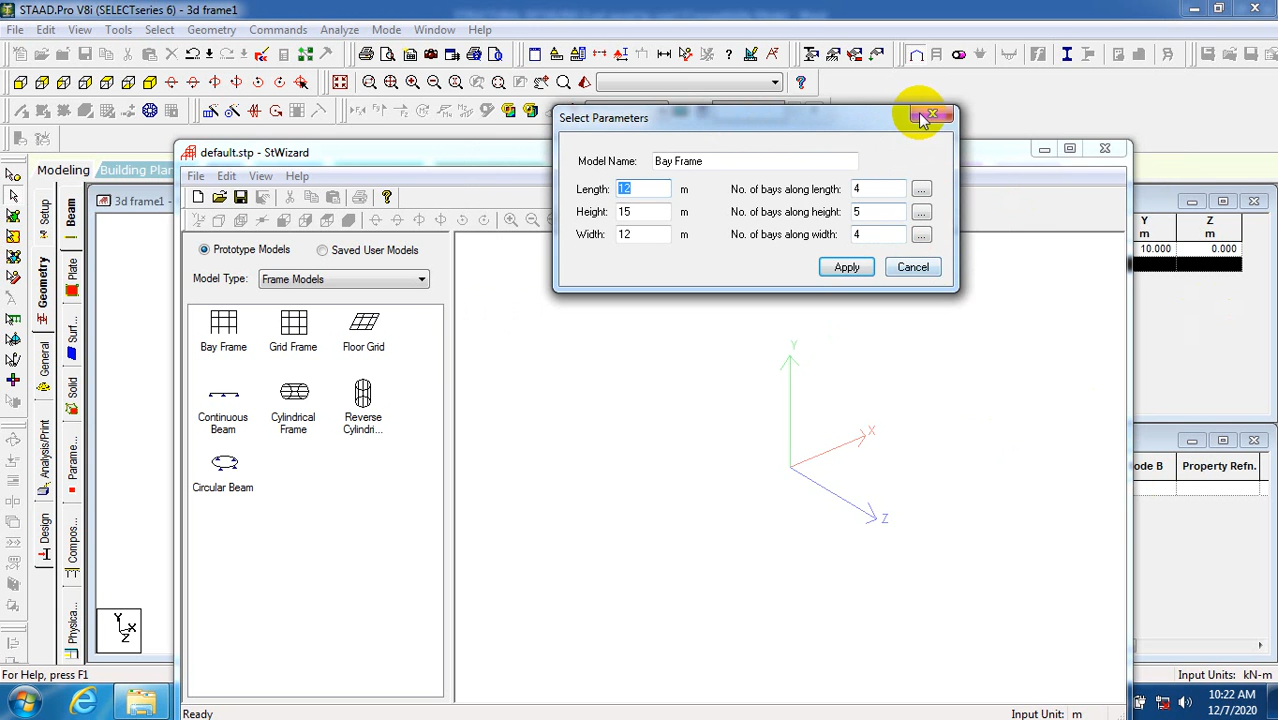 STAAD.Pro V8i (SELECTseries 6) - 3d frame1
File Edit View Tools Select Geometry Commands Analyze Mode Window Help
Modeling Building Plan
3d frame1 -
Setup
Geometry
General
Analysis/Print
Design
Beam
Plate
Surf...
Solid
Parame...
Compos...
Physica...
Y
X
Z
default.stp - StWizard
File Edit View Help
Prototype Models Saved User Models
Model Type: Frame Models
Bay Frame Grid Frame Floor Grid
Continuous Beam
Cylindrical Frame
Reverse Cylindri...
Circular Beam
Y
X
Z
Ready Input Unit: m
Select Parameters
Model Name: Bay Frame
Length: 12 m No. of bays along length: 4 ...
Height: 15 m No. of bays along height: 5 ...
Width: 12 m No. of bays along width: 4 ...
Apply Cancel
Y Z
m m
10.000 0.000
ode B Property Refn.
For Help, press F1 Input Units: kN-m
10:22 AM
12/7/2020